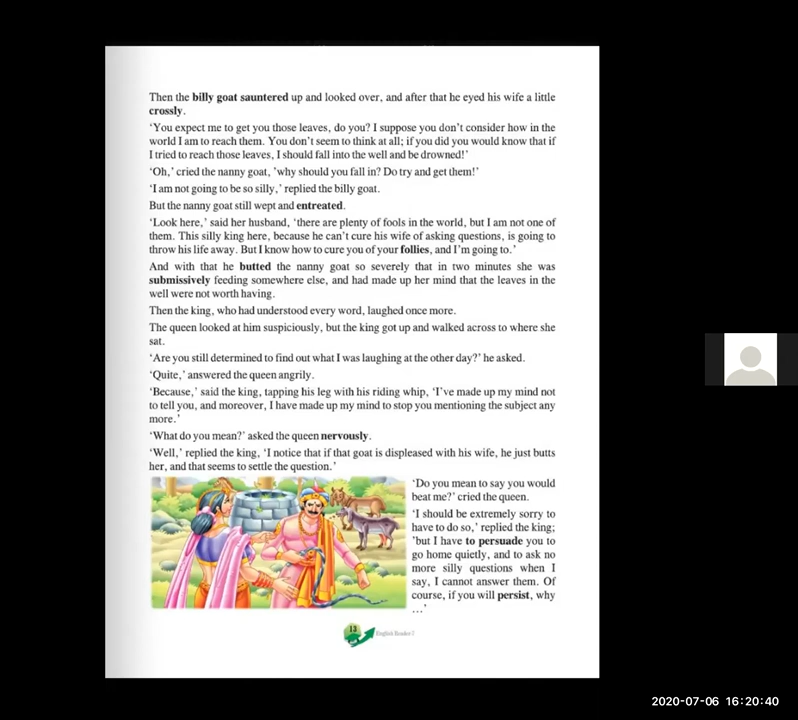 Then the billy goat sauntered up and looked over, and after that he eyed his wife a little
crossly.
‘You expect me to get you those leaves, do you? I suppose you don’t consider how in the
world I am to reach them. You don’t seem to think at all; if you did you would know that if
I tried to reach those leaves, I should fall into the well and be drowned!’
‘Oh,’ cried the nanny goat, ’why should you fall in? Do try and get them!’
‘I am not going to be so silly,’ replied the billy goat.
But the nanny goat still wept and entreated.
‘Look here,’ said her husband, ‘there are plenty of fools in the world, but I am not one of
them. This silly king here, because he can’t cure his wife of asking questions, is going to
throw his life away. But I know how to cure you of your follies, and I’m going to.’
And with that he butted the nanny goat so severely that in two minutes she was
submissively feeding somewhere else, and had made up her mind that the leaves in the
well were not worth having.
Then the king, who had understood every word, laughed once more.
The queen looked at him suspiciously, but the king got up and walked across to where she
sat.
‘Are you still determined to find out what I was laughing at the other day?’ he asked.
‘Quite,’ answered the queen angrily.
‘Because,’ said the king, tapping his leg with his riding whip, ‘I’ve made up my mind not
to tell you, and moreover, I have made up my mind to stop you mentioning the subject any
more.’
‘What do you mean?’ asked the queen nervously.
‘Well,’ replied the king, ‘I notice that if that goat is displeased with his wife, he just butts
her, and that seems to settle the question.’
‘Do you mean to say you would
beat me?’ cried the queen.
‘I should be extremely sorry to
have to do so,’ replied the king;
’but I have to persuade you to
go home quietly, and to ask no
more silly questions when I
say, I cannot answer them. Of
course, if you will persist, why
…’
13
English Reader 7
2020-07-06 16:20:40